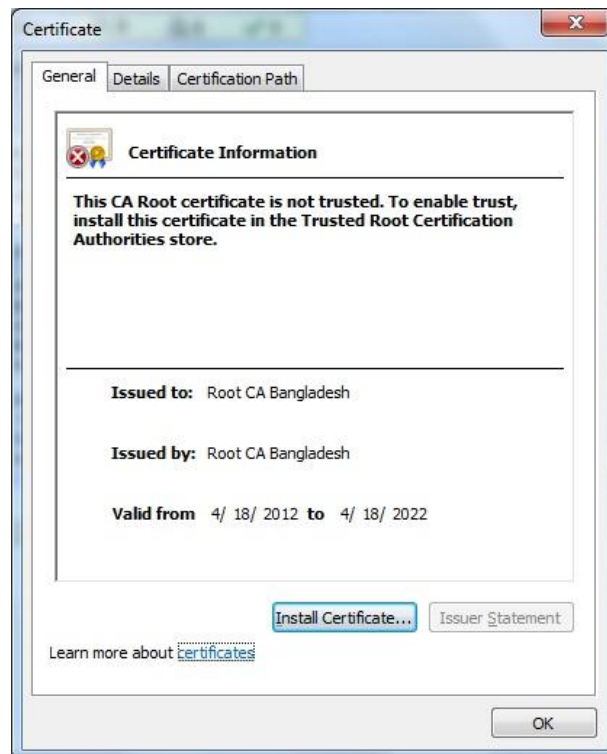 Certificate
General Details Certification Path
Certificate Information
This CA Root certificate is not trusted. To enable trust,
install this certificate in the Trusted Root Certification
Authorities store.
Issued to: Root CA Bangladesh
Issued by: Root CA Bangladesh
Valid from 4/ 18/ 2012 to 4/ 18/ 2022
Install Certificate... Issuer Statement
Learn more about certificates
OK